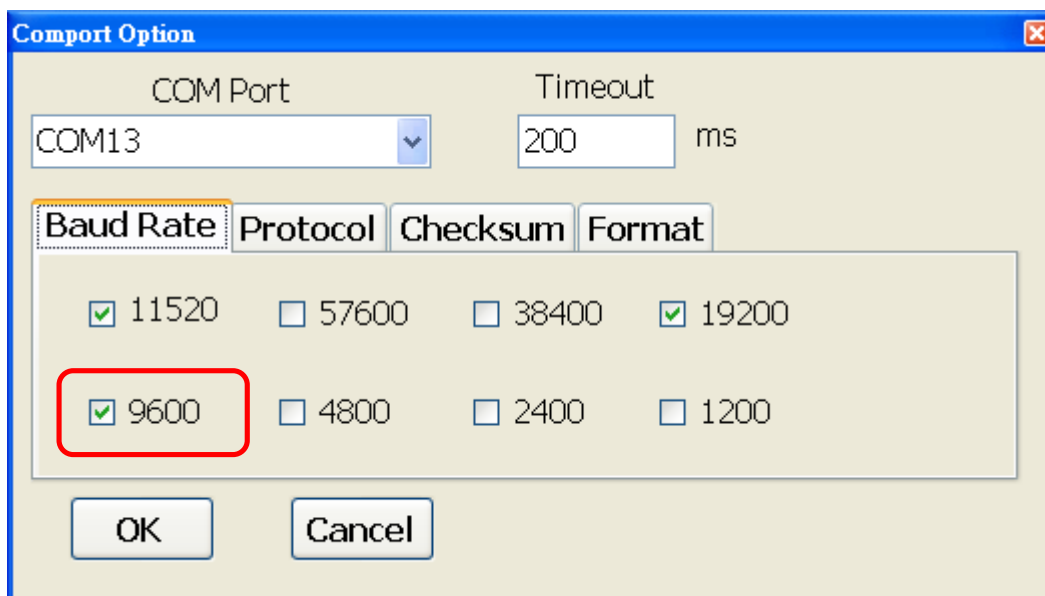 Comport Option
COM Port Timeout
COM13 200 ms
Baud Rate Protocol Checksum Format
11520 57600 38400 19200
9600 4800 2400 1200
OK Cancel